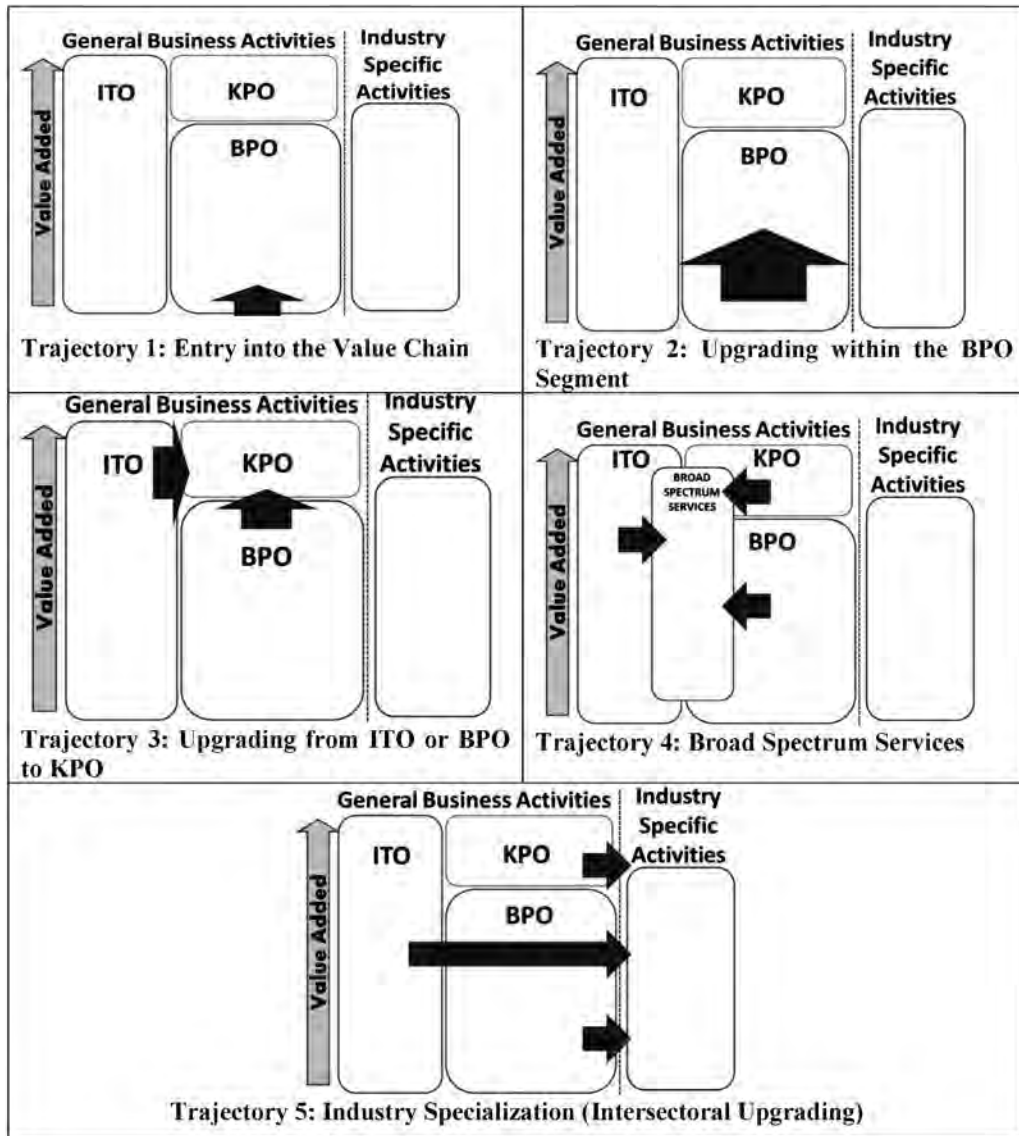 General Business Activities
Industry
Specific
Activities
Value Added
ITO
KPO
BPO
Trajectory 1: Entry into the Value Chain
General Business Activities
Industry
Specific
Activities
Value Added
ITO
KPO
BPO
Trajectory 2: Upgrading within the BPO
Segment
General Business Activities
Industry
Specific
Activities
Value Added
ITO
KPO
BPO
Trajectory 3: Upgrading from ITO or BPO
to KPO
General Business Activities
Industry
Specific
Activities
Value Added
ITO
KPO
BROAD
SPECTRUM
SERVICES
BPO
Trajectory 4: Broad Spectrum Services
General Business Activities
Industry
Specific
Activities
Value Added
ITO
KPO
BPO
Trajectory 5: Industry Specialization (Intersectoral Upgrading)